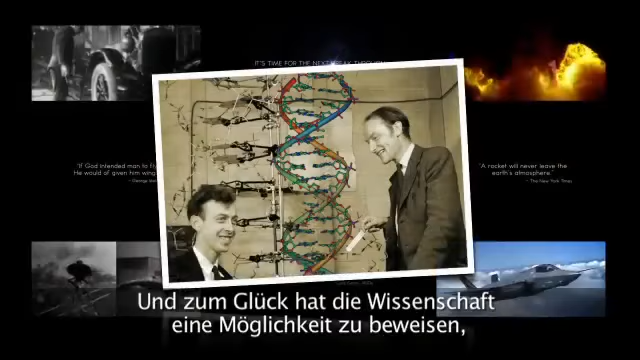 IT'S TIME FOR THE NEXT
"If God intended man to fly
He would of given him wing
"A rocket will never leave the
earth's atmosphere."
~ The New York Times
Und zum Glück hat die Wissenschaft
eine Möglichkeit zu beweisen,